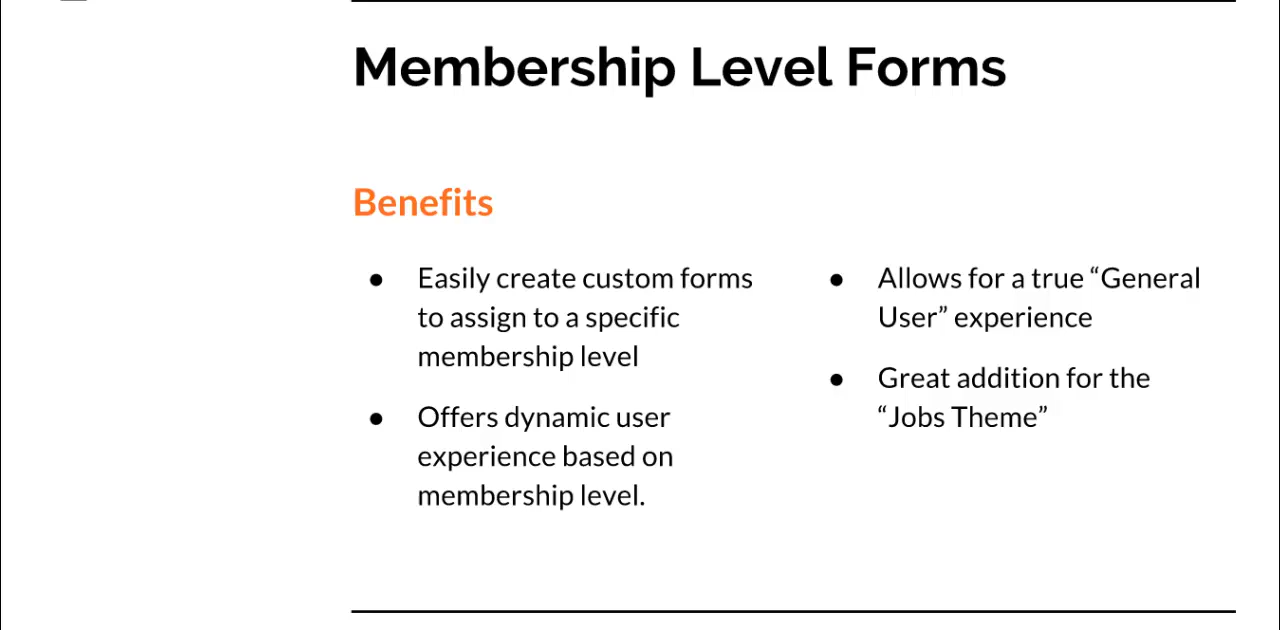 Membership Level Forms
Benefits
● Easily create custom forms
to assign to a specific
membership level
● Offers dynamic user
experience based on
membership level.
● Allows for a true “General
User” experience
● Great addition for the
“Jobs Theme”